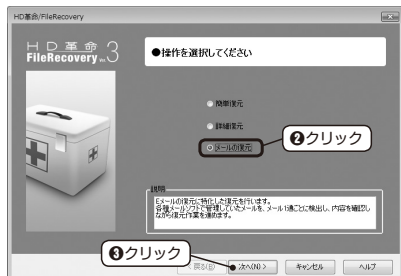 HD革命/FileRecovery
HD革命
FileRecovery Ver.3
●操作を選択してください
簡単復元
詳細復元
メールの復元
❷クリック
説明
Eメールの復元に特化した復元を行います。
各種メールソフトで管理していたメールを、メール1通ごとに検出し、内容を確認しながら復元作業を進めます。
❸クリック
< 戻る(B)
次へ(N) >
キャンセル
ヘルプ